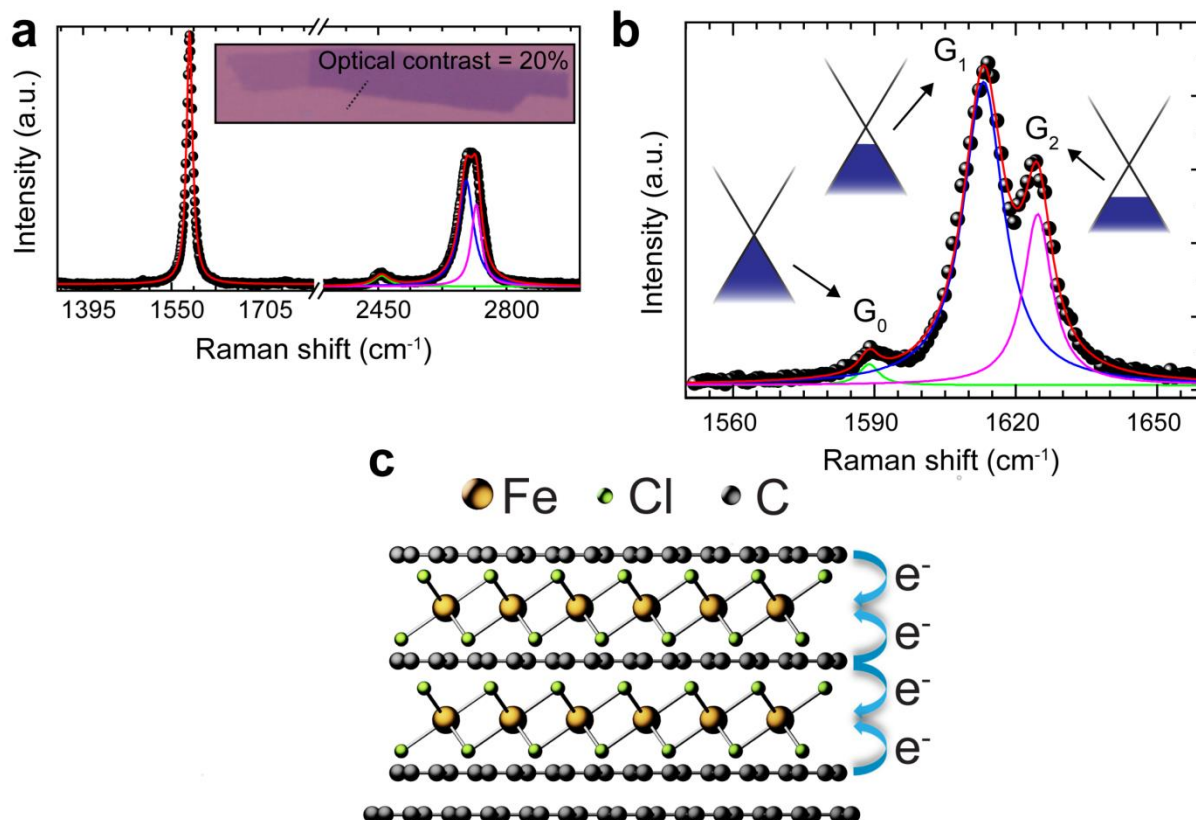 a
Intensity (a.u.)
Optical contrast = 20%
1395
1550
1705
2450
2800
Raman shift (cm⁻¹)
b
Intensity (a.u.)
G₀
G₁
G₂
1560
1590
1620
1650
Raman shift (cm⁻¹)
c
Fe
Cl
C
e⁻
e⁻
e⁻
e⁻